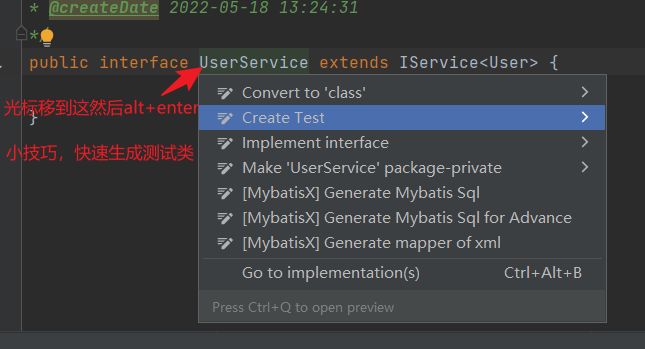 * @createDate 2022-05-18 13:24:31
*/
public interface UserService extends IService<User> {
光标移到这然后alt+enter
}
小技巧，快速生成测试类
Convert to 'class'
Create Test
Implement interface
Make 'UserService' package-private
[MybatisX] Generate Mybatis Sql
[MybatisX] Generate Mybatis Sql for Advance
[MybatisX] Generate mapper of xml
Go to implementation(s) Ctrl+Alt+B
Press Ctrl+Q to open preview